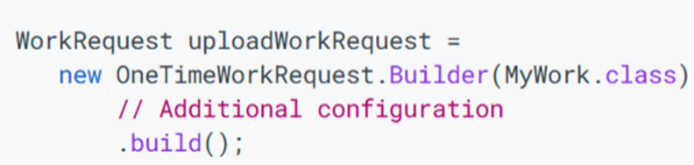 WorkRequest uploadWorkRequest =
new OneTimeWorkRequest.Builder(MyWork.class)
// Additional configuration
.build();